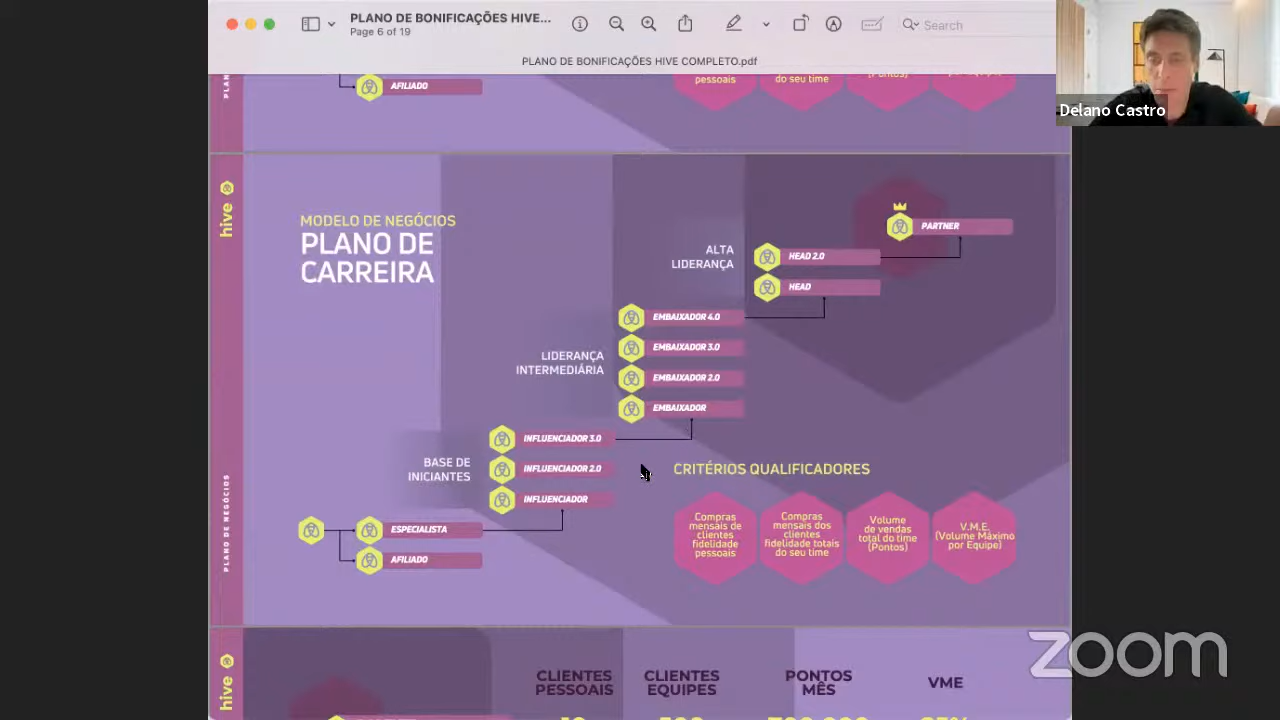 PLANO DE BONIFICAÇÕES HIVE...
Page 6 of 19
Search
PLANO DE BONIFICAÇÕES HIVE COMPLETO.pdf
Delano Castro
AFILIADO
pessoais
do seu time
(Pontos)
hive
MODELO DE NEGÓCIOS
PLANO DE
CARREIRA
PARTNER
ALTA
LIDERANÇA
HEAD 2.0
HEAD
LIDERANÇA
INTERMEDIÁRIA
EMBAIXADOR 4.0
EMBAIXADOR 3.0
EMBAIXADOR 2.0
EMBAIXADOR
BASE DE
INICIANTES
INFLUENCIADOR 3.0
INFLUENCIADOR 2.0
INFLUENCIADOR
ESPECIALISTA
AFILIADO
CRITÉRIOS QUALIFICADORES
Compras
mensais de
clientes
fidelidade
pessoais
Compras
mensais dos
clientes
fidelidade totais
do seu time
Volume
de vendas
total do time
(Pontos)
V.M.E.
(Volume Máximo
por Equipe)
PLANO DE NEGÓCIOS
hive
CLIENTES
PESSOAIS
CLIENTES
EQUIPES
PONTOS
MÊS
VME
zoom